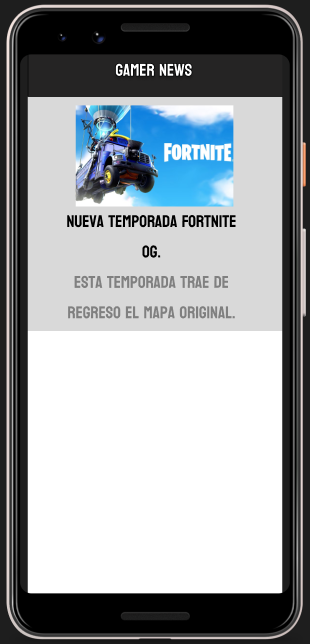 GAMER NEWS
FORTNITE
NUEVA TEMPORADA FORTNITE
OG.
ESTA TEMPORADA TRAE DE
REGRESO EL MAPA ORIGINAL.